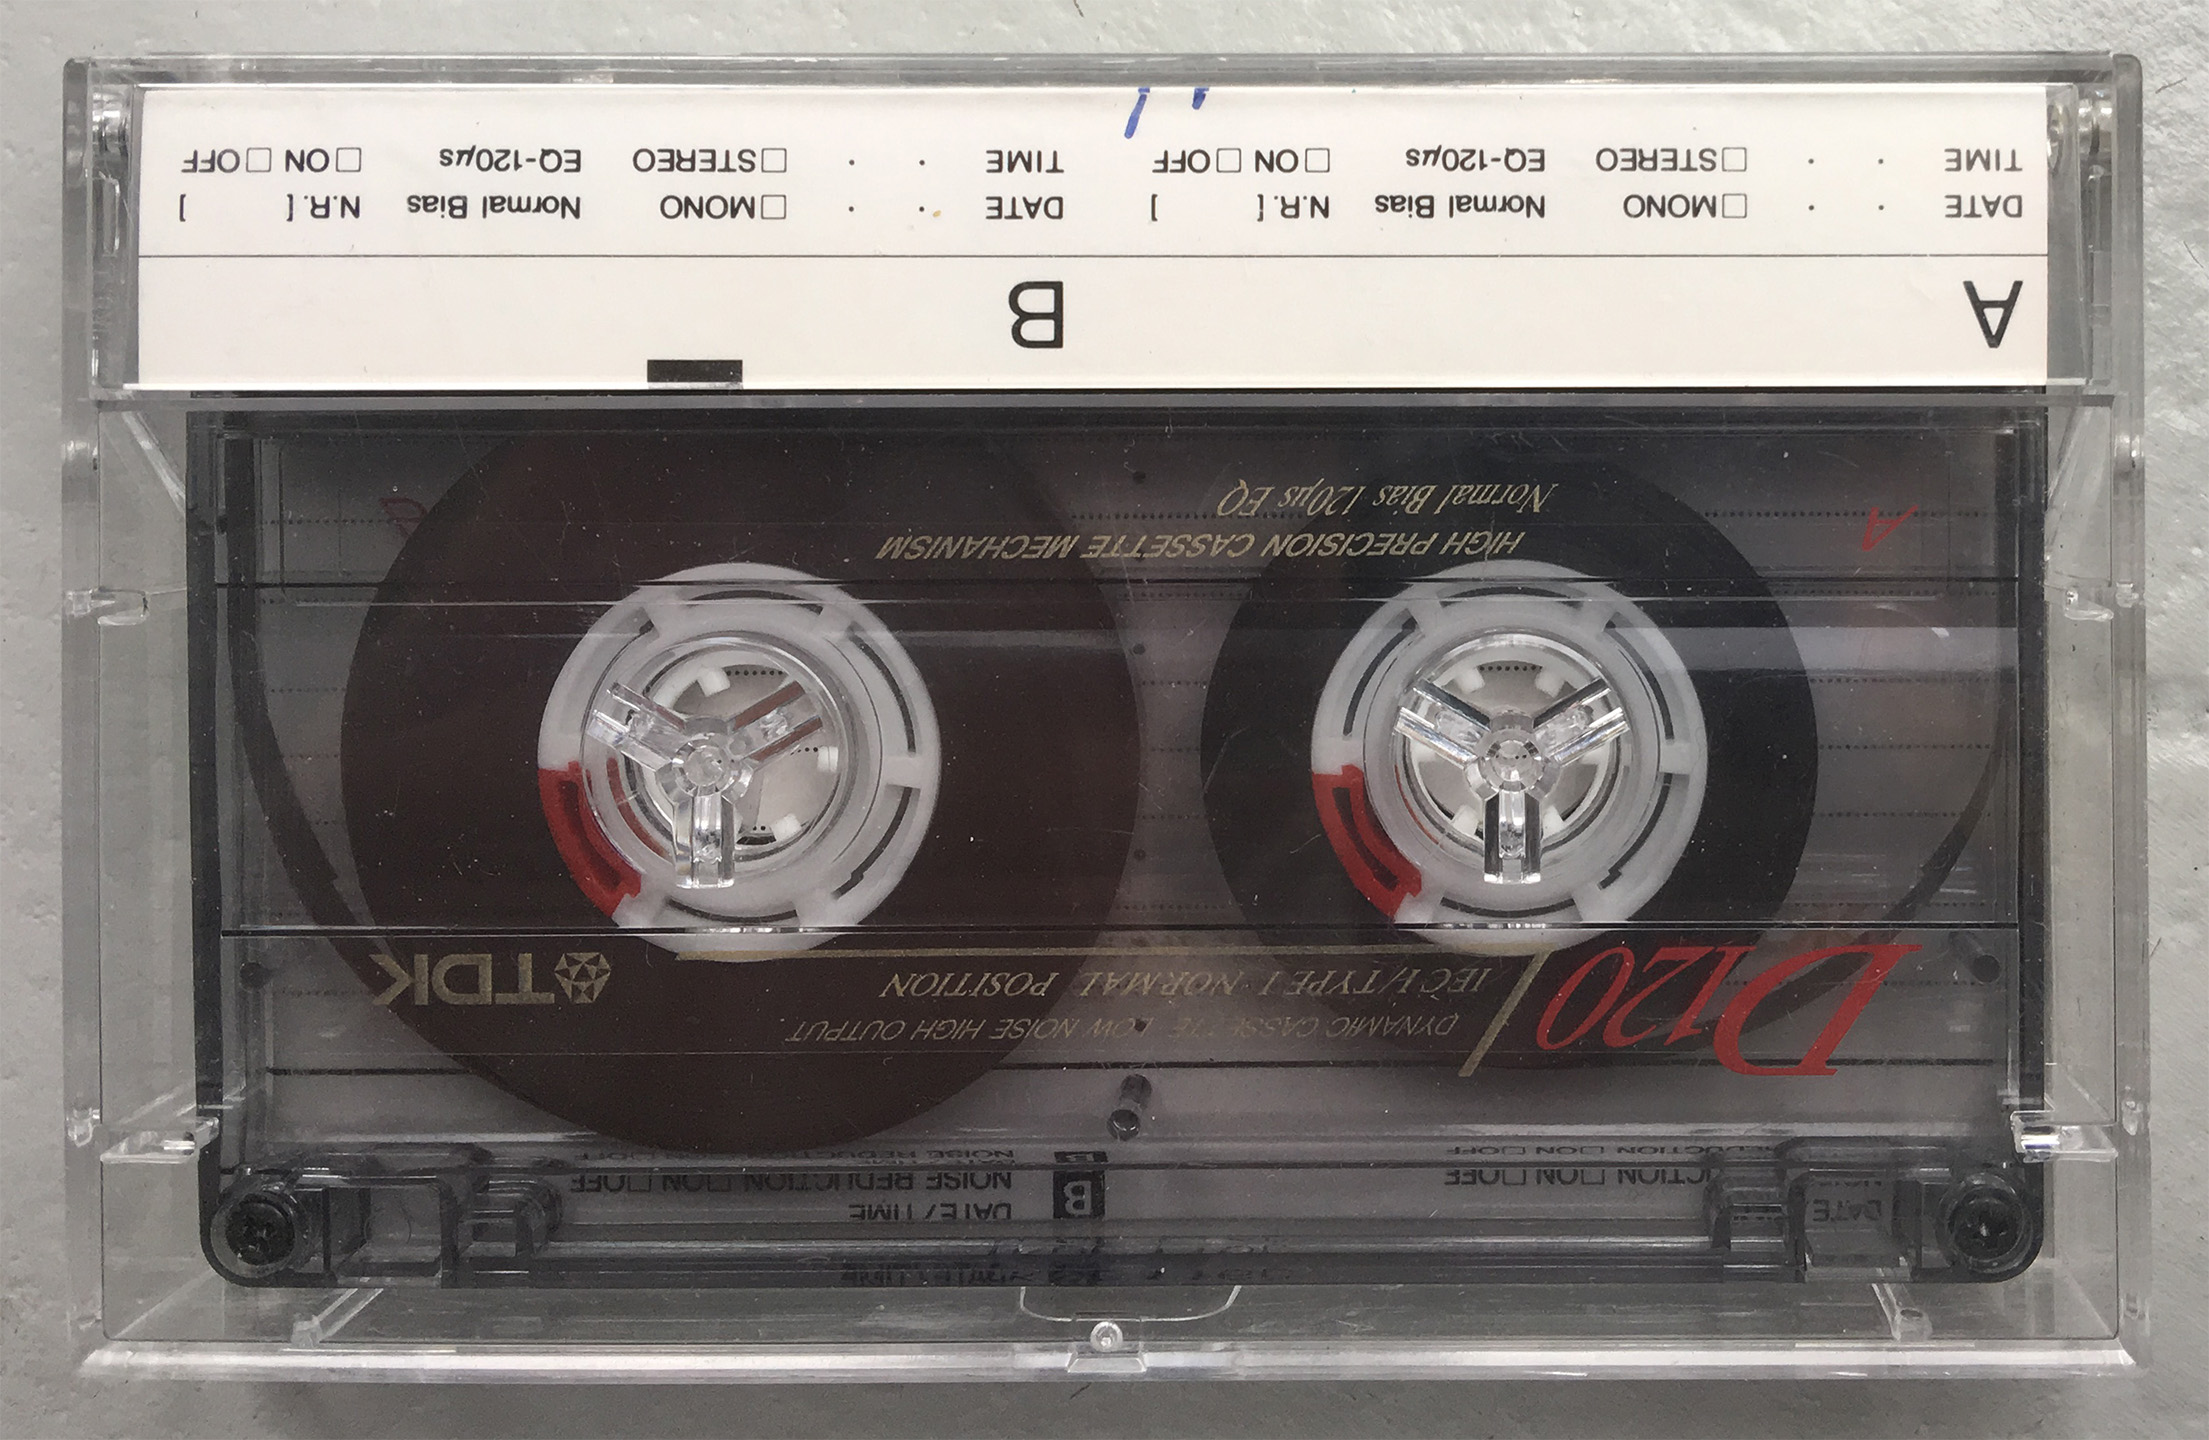 B DATE/TIME
NOISE REDUCTION □ON □OFF
DYNAMIC CASSETTE LOW NOISE HIGH OUTPUT
D120 IEC I/TYPE I · NORMAL POSITION TDK
A
HIGH PRECISION CASSETTE MECHANISM
Normal Bias 120µs EQ
A B
DATE · · □MONO Normal Bias N.R. [ ] DATE · · □MONO Normal Bias N.R. [ ]
TIME · · □STEREO EQ-120µs □ON □OFF TIME · · □STEREO EQ-120µs □ON □OFF